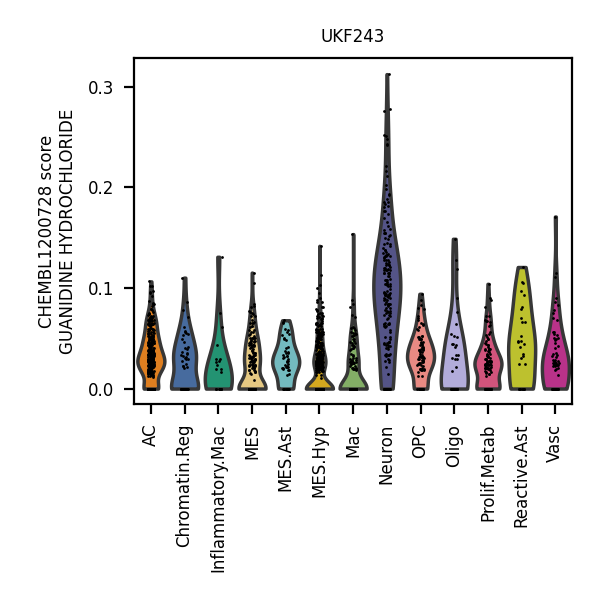 UKF243
CHEMBL1200728 score
GUANIDINE HYDROCHLORIDE
0.3
0.2
0.1
0.0
AC
Chromatin.Reg
Inflammatory.Mac
MES
MES.Ast
MES.Hyp
Mac
Neuron
OPC
Oligo
Prolif.Metab
Reactive.Ast
Vasc